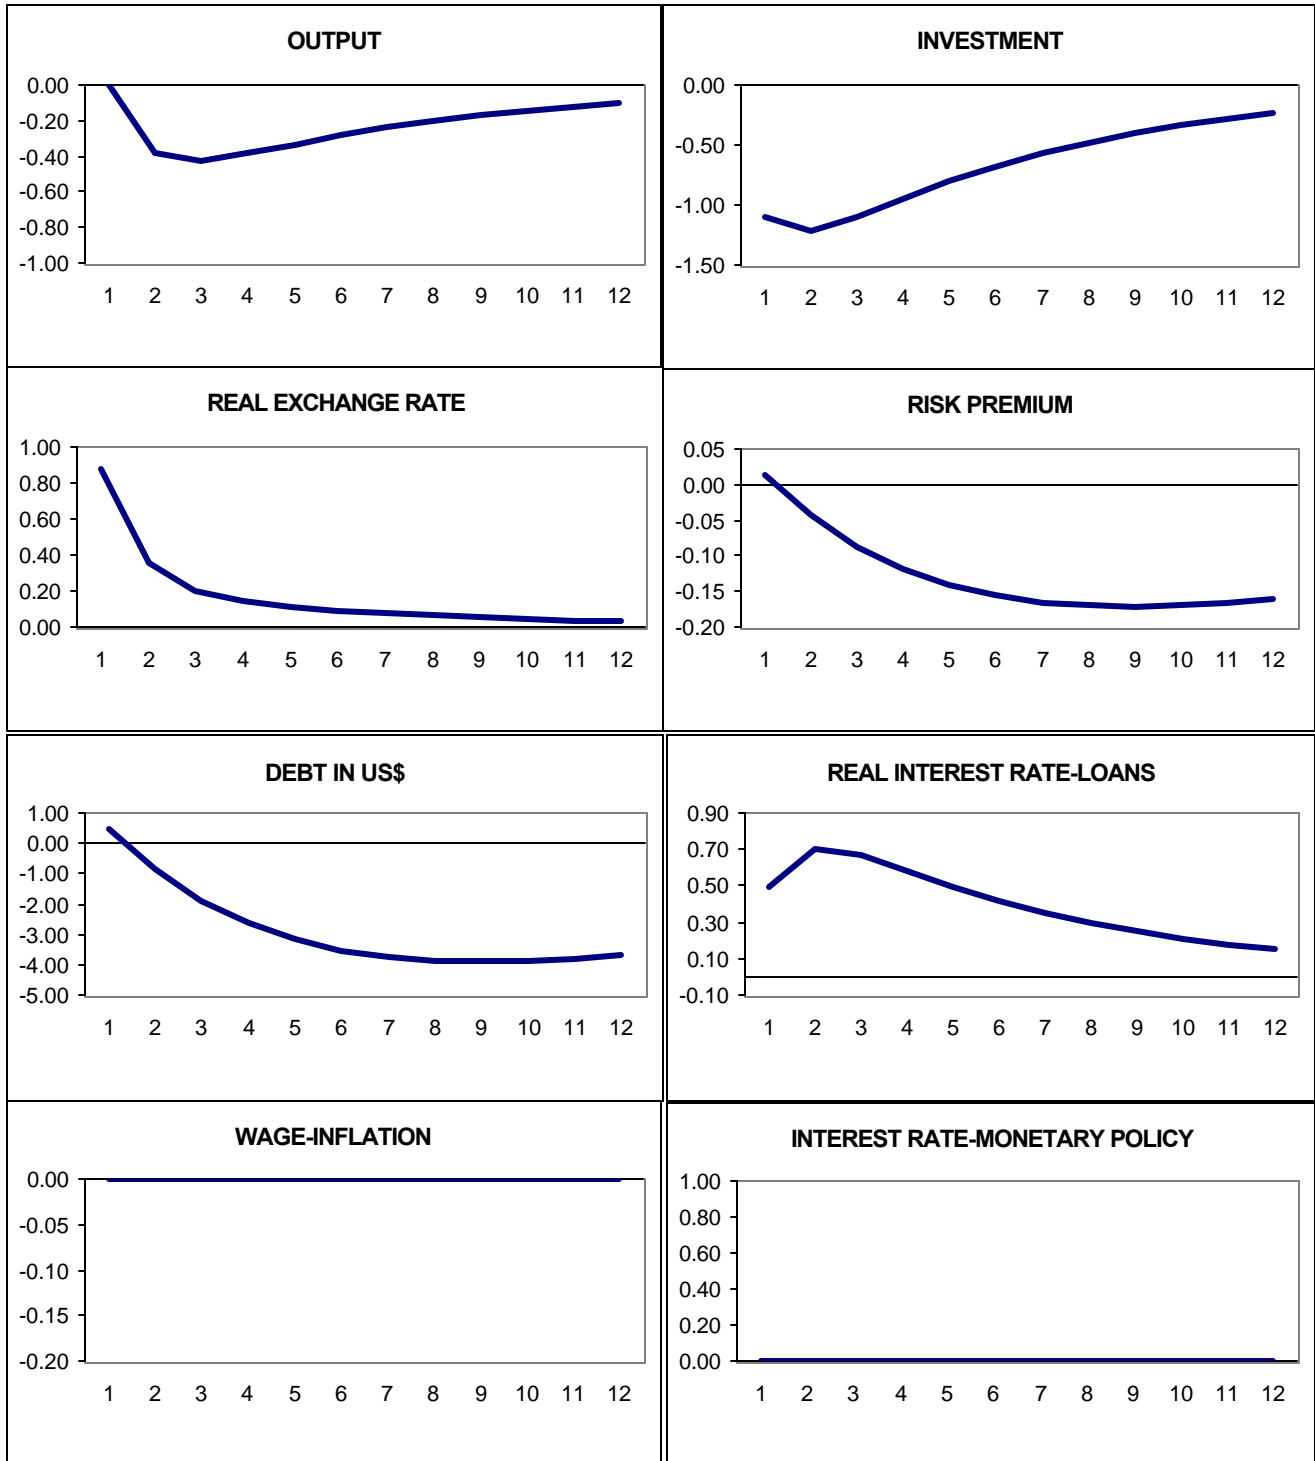 OUTPUT
0.00
-0.20
-0.40
-0.60
-0.80
-1.00
1 2 3 4 5 6 7 8 9 10 11 12
INVESTMENT
0.00
-0.50
-1.00
-1.50
1 2 3 4 5 6 7 8 9 10 11 12
REAL EXCHANGE RATE
1.00
0.80
0.60
0.40
0.20
0.00
1 2 3 4 5 6 7 8 9 10 11 12
RISK PREMIUM
0.05
0.00
-0.05
-0.10
-0.15
-0.20
1 2 3 4 5 6 7 8 9 10 11 12
DEBT IN US$
1.00
0.00
-1.00
-2.00
-3.00
-4.00
-5.00
1 2 3 4 5 6 7 8 9 10 11 12
REAL INTEREST RATE-LOANS
0.90
0.70
0.50
0.30
0.10
-0.10
1 2 3 4 5 6 7 8 9 10 11 12
WAGE-INFLATION
0.00
-0.05
-0.10
-0.15
-0.20
1 2 3 4 5 6 7 8 9 10 11 12
INTEREST RATE-MONETARY POLICY
1.00
0.80
0.60
0.40
0.20
0.00
1 2 3 4 5 6 7 8 9 10 11 12